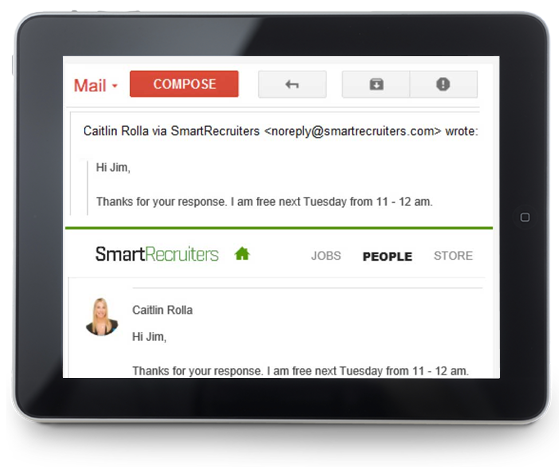 Mail
COMPOSE
Caitlin Rolla via SmartRecruiters <noreply@smartrecruiters.com> wrote:
Hi Jim,
Thanks for your response. I am free next Tuesday from 11 - 12 am.
SmartRecruiters JOBS PEOPLE STORE
Caitlin Rolla
Hi Jim,
Thanks for your response. I am free next Tuesday from 11 - 12 am.